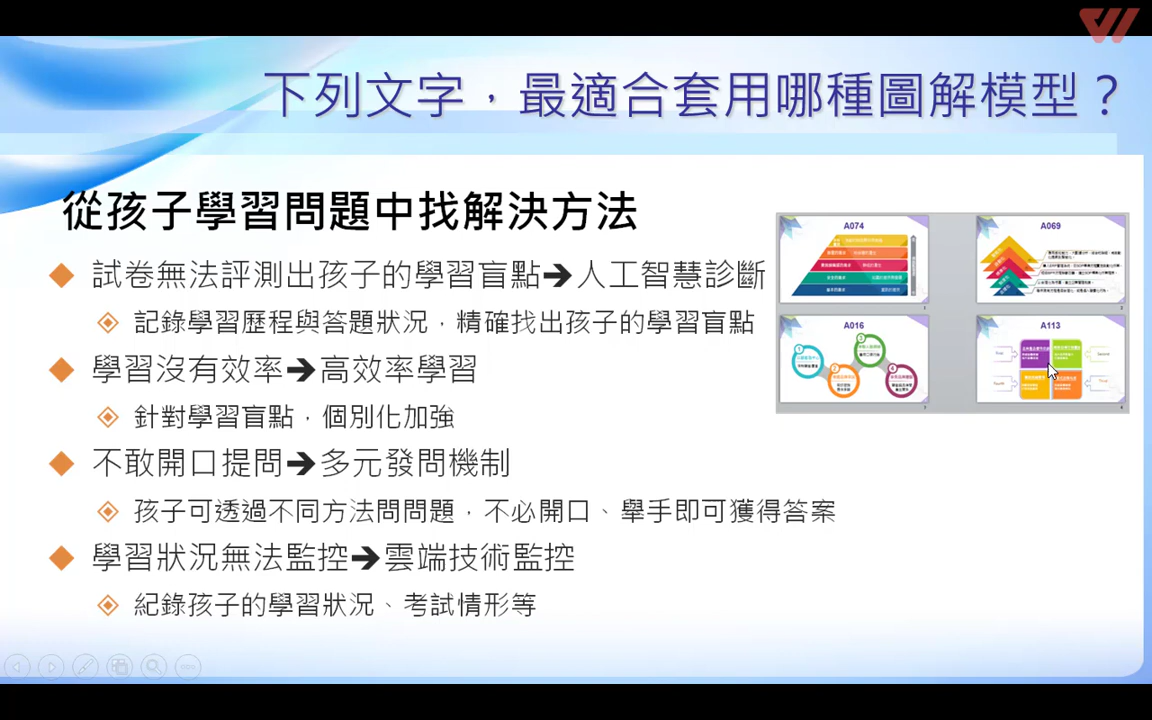 下列文字，最適合套用哪種圖解模型？
從孩子學習問題中找解決方法
試卷無法評測出孩子的學習盲點➔人工智慧診斷
記錄學習歷程與答題狀況，精確找出孩子的學習盲點
學習沒有效率➔高效率學習
針對學習盲點，個別化加強
不敢開口提問➔多元發問機制
孩子可透過不同方法問問題，不必開口、舉手即可獲得答案
學習狀況無法監控➔雲端技術監控
紀錄孩子的學習狀況、考試情形等
A074
A069
A016
A113